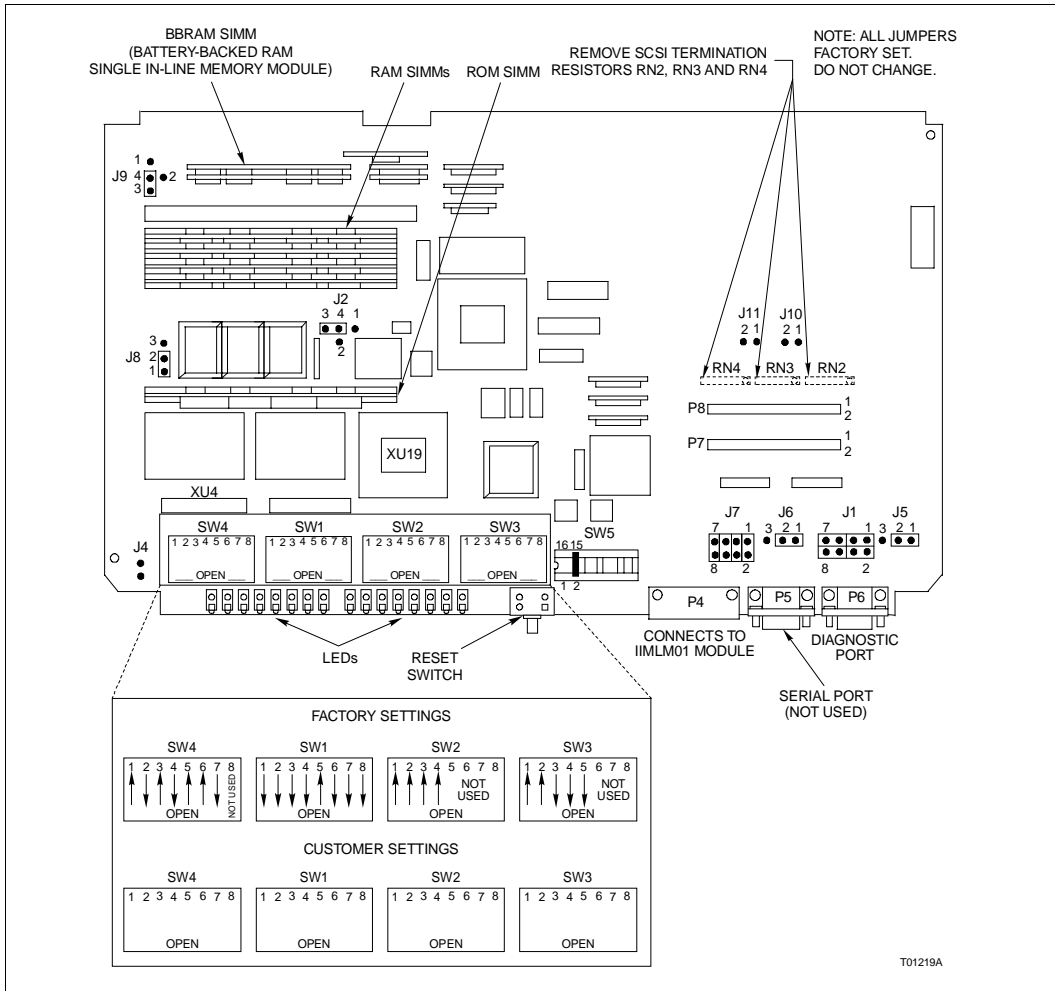 BBRAM SIMM
(BATTERY-BACKED RAM
SINGLE IN-LINE MEMORY MODULE)
RAM SIMMs
ROM SIMM
REMOVE SCSI TERMINATION
RESISTORS RN2, RN3 AND RN4
NOTE: ALL JUMPERS
FACTORY SET.
DO NOT CHANGE.
1
J9 4 2
3
J2
3 4 1
2
J11 J10
2 1 2 1
3
J8 2
1
RN4 RN3 RN2
P8 1
2
P7 1
2
XU19
XU4
J7 J6 J1 J5
7 1 3 2 1 7 1 3 2 1
8 2 8 2
SW4 SW1 SW2 SW3 SW5
1 2 3 4 5 6 7 8 1 2 3 4 5 6 7 8 1 2 3 4 5 6 7 8 1 2 3 4 5 6 7 8
16 15
J4
OPEN OPEN OPEN OPEN
1 2
P4 P5 P6
LEDs
RESET
SWITCH
CONNECTS TO
IIMLM01 MODULE
DIAGNOSTIC
PORT
SERIAL PORT
(NOT USED)
FACTORY SETTINGS
SW4 SW1 SW2 SW3
1 2 3 4 5 6 7 8 1 2 3 4 5 6 7 8 1 2 3 4 5 6 7 8 1 2 3 4 5 6 7 8
NOT USED
NOT
USED
NOT
USED
OPEN OPEN OPEN OPEN
CUSTOMER SETTINGS
SW4 SW1 SW2 SW3
1 2 3 4 5 6 7 8 1 2 3 4 5 6 7 8 1 2 3 4 5 6 7 8 1 2 3 4 5 6 7 8
OPEN OPEN OPEN OPEN
T01219A